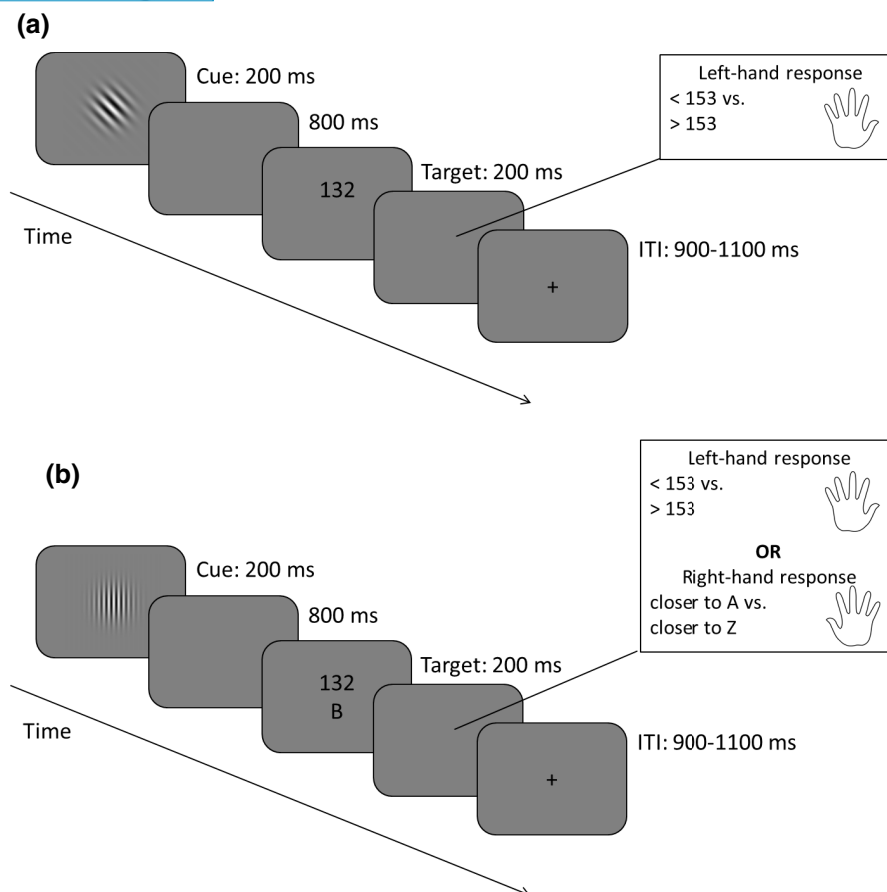 (a)
Cue: 200 ms
800 ms
132
Target: 200 ms
ITI: 900-1100 ms
+
Time
Left-hand response
< 153 vs.
> 153
(b)
Cue: 200 ms
800 ms
132
B
Target: 200 ms
ITI: 900-1100 ms
+
Time
Left-hand response
< 153 vs.
> 153
OR
Right-hand response
closer to A vs.
closer to Z